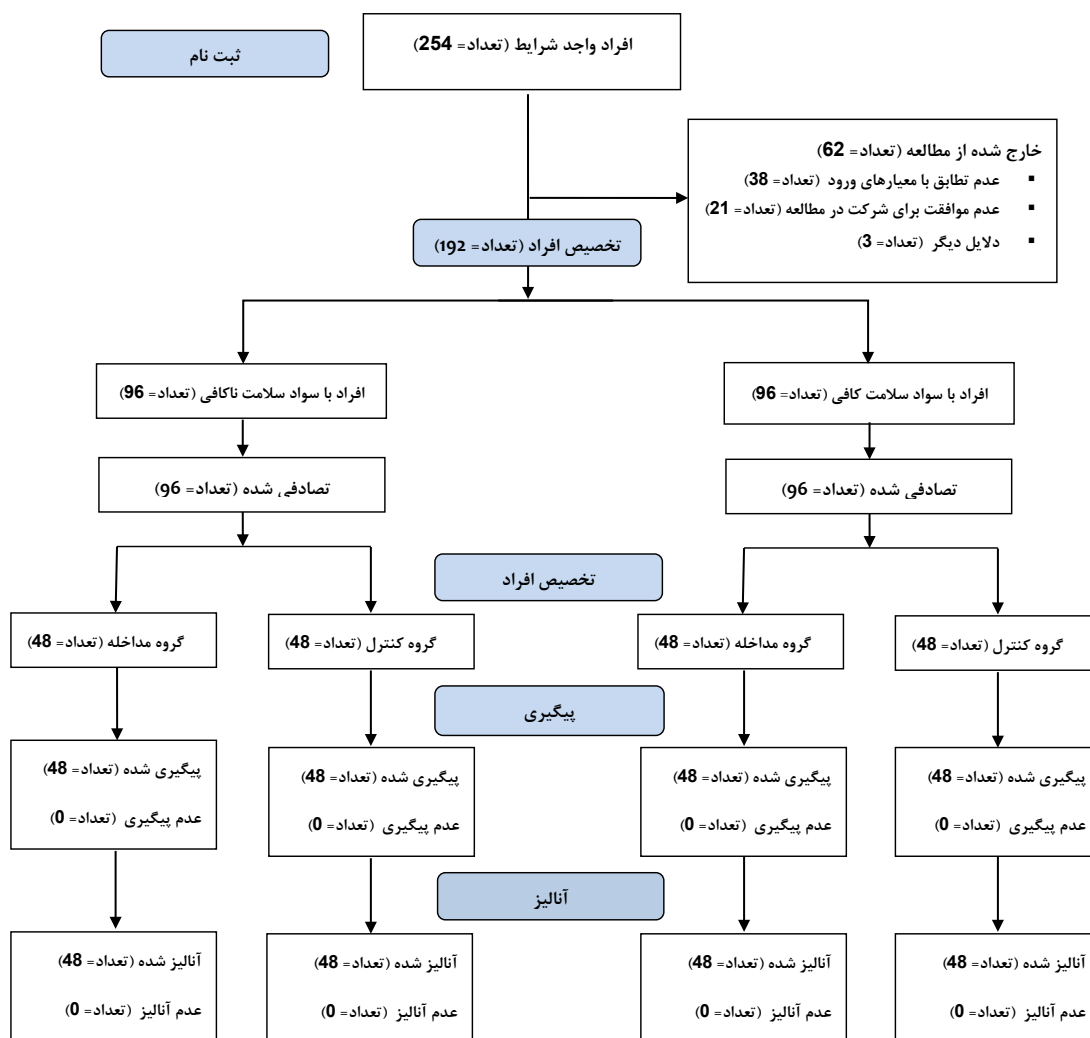 افراد واجد شرایط (تعداد= 254)
ثبت نام
خارج شده از مطالعه (تعداد= 62)
▪ عدم تطابق با معیارهای ورود (تعداد= 38)
▪ عدم موافقت برای شرکت در مطالعه (تعداد= 21)
▪ دلایل دیگر (تعداد= 3)
تخصیص افراد (تعداد= 192)
افراد با سواد سلامت کافی (تعداد= 96)
افراد با سواد سلامت ناکافی (تعداد= 96)
تصادفی شده (تعداد= 96)
تصادفی شده (تعداد= 96)
تخصیص افراد
گروه کنترل (تعداد= 48)
گروه مداخله (تعداد= 48)
گروه کنترل (تعداد= 48)
گروه مداخله (تعداد= 48)
پیگیری
پیگیری شده (تعداد= 48)
عدم پیگیری (تعداد= 0)
پیگیری شده (تعداد= 48)
عدم پیگیری (تعداد= 0)
پیگیری شده (تعداد= 48)
عدم پیگیری (تعداد= 0)
پیگیری شده (تعداد= 48)
عدم پیگیری (تعداد= 0)
آنالیز
آنالیز شده (تعداد= 48)
عدم آنالیز (تعداد= 0)
آنالیز شده (تعداد= 48)
عدم آنالیز (تعداد= 0)
آنالیز شده (تعداد= 48)
عدم آنالیز (تعداد= 0)
آنالیز شده (تعداد= 48)
عدم آنالیز (تعداد= 0)